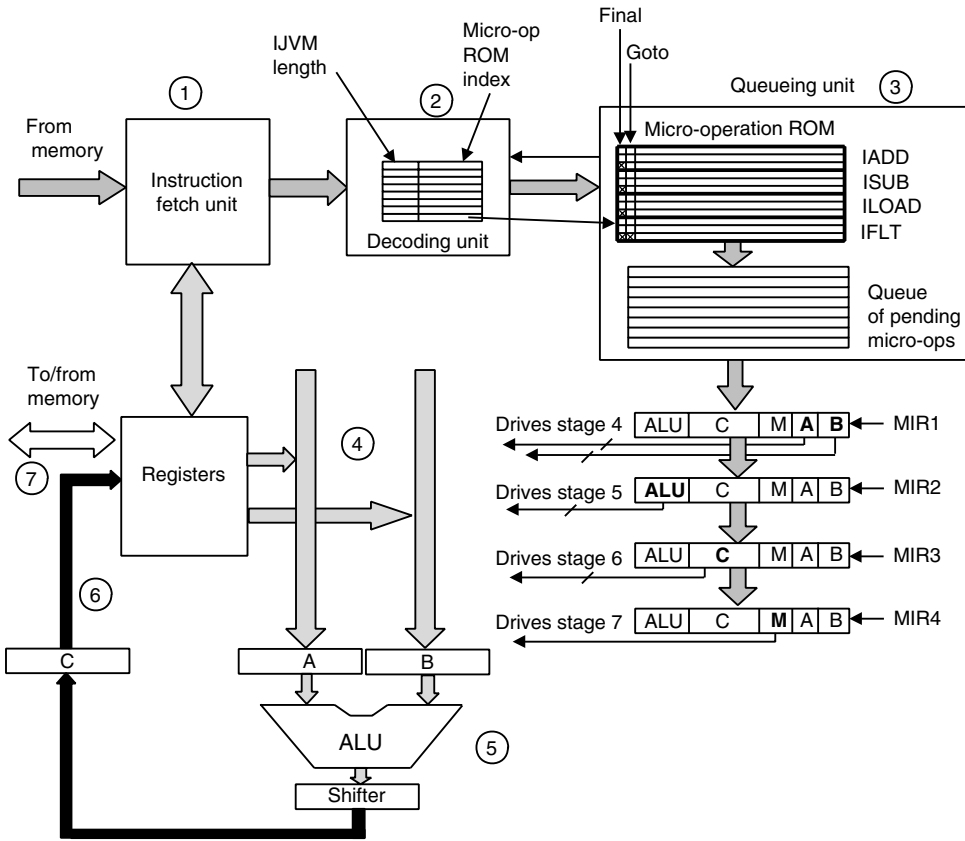 Final
Goto
IJVM
length
Micro-op
ROM
index
1
2
Queueing unit
3
From
memory
Instruction
fetch unit
Decoding unit
Micro-operation ROM
IADD
ISUB
ILOAD
IFLT
Queue
of pending
micro-ops
To/from
memory
7
Registers
4
Drives stage 4
ALU C M A B
MIR1
Drives stage 5
ALU C M A B
MIR2
Drives stage 6
ALU C M A B
MIR3
Drives stage 7
ALU C M A B
MIR4
6
C
A
B
ALU
5
Shifter